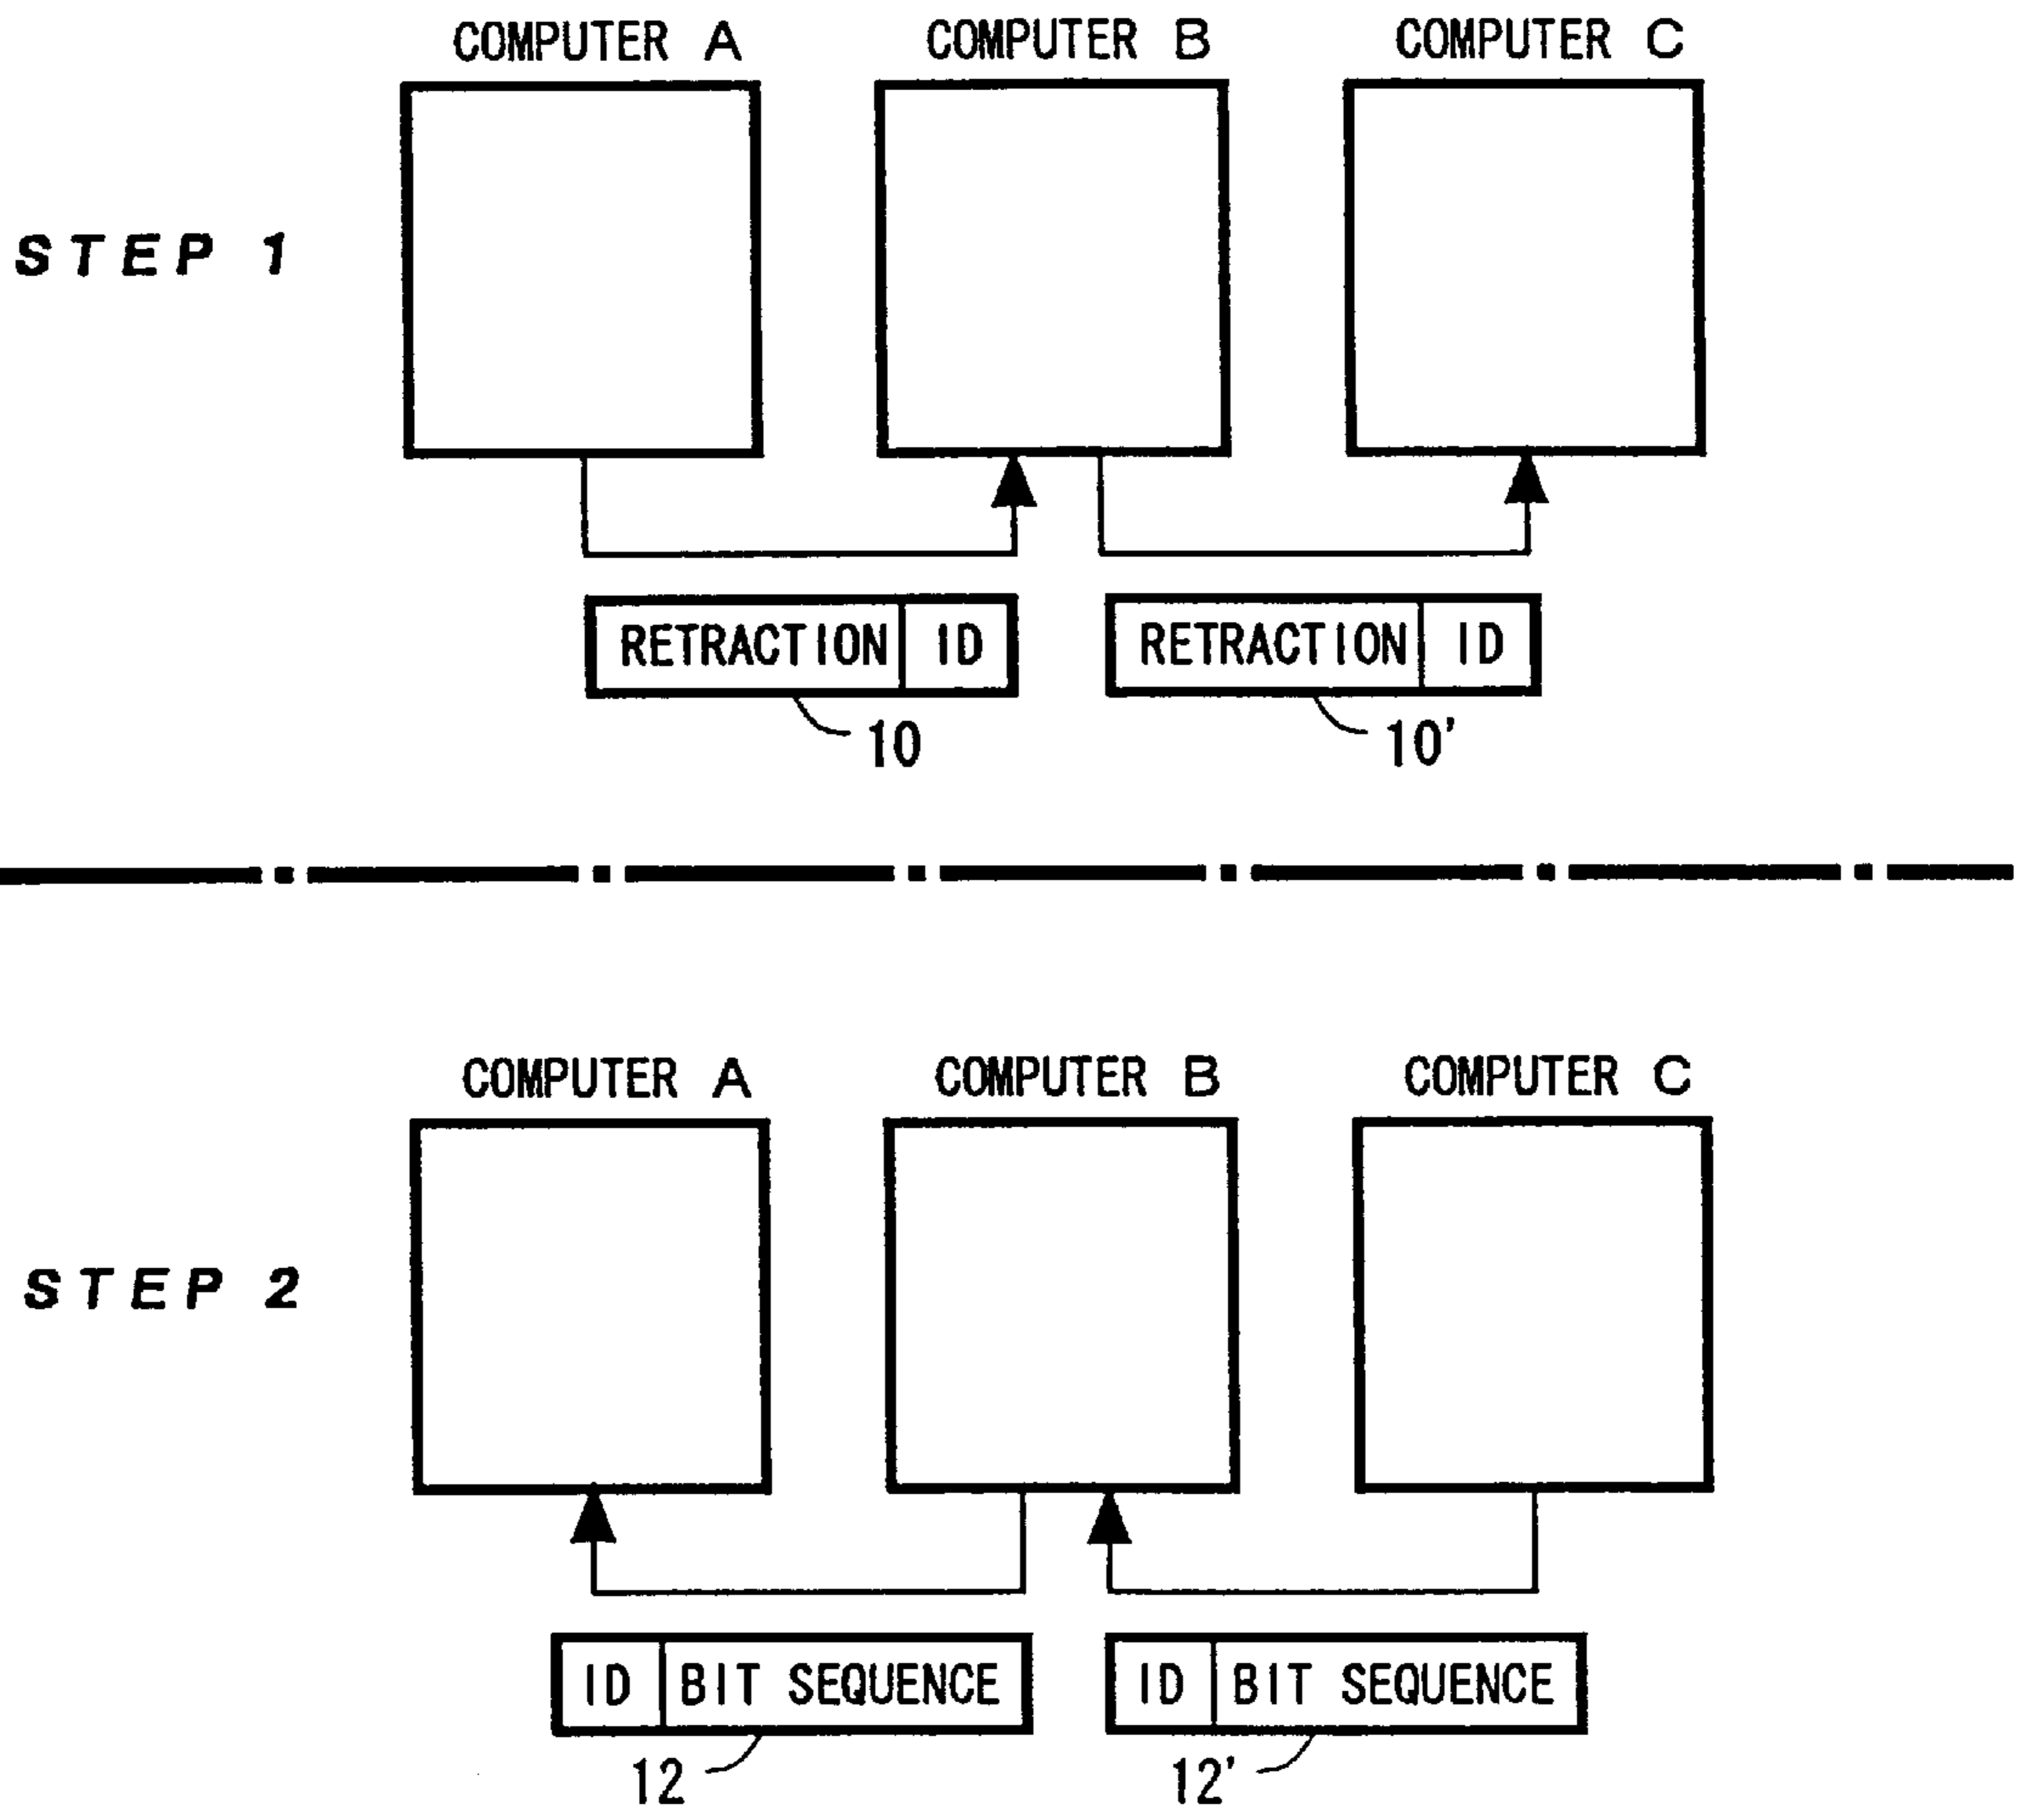 COMPUTER A COMPUTER B COMPUTER C
STEP 1
RETRACTION ID RETRACTION ID
10 10'
COMPUTER A COMPUTER B COMPUTER C
STEP 2
ID BIT SEQUENCE ID BIT SEQUENCE
12 12'